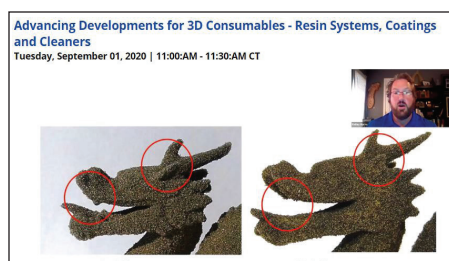 Advancing Developments for 3D Consumables - Resin Systems, Coatings
and Cleaners
Tuesday, September 01, 2020 | 11:00AM - 11:30AM CT